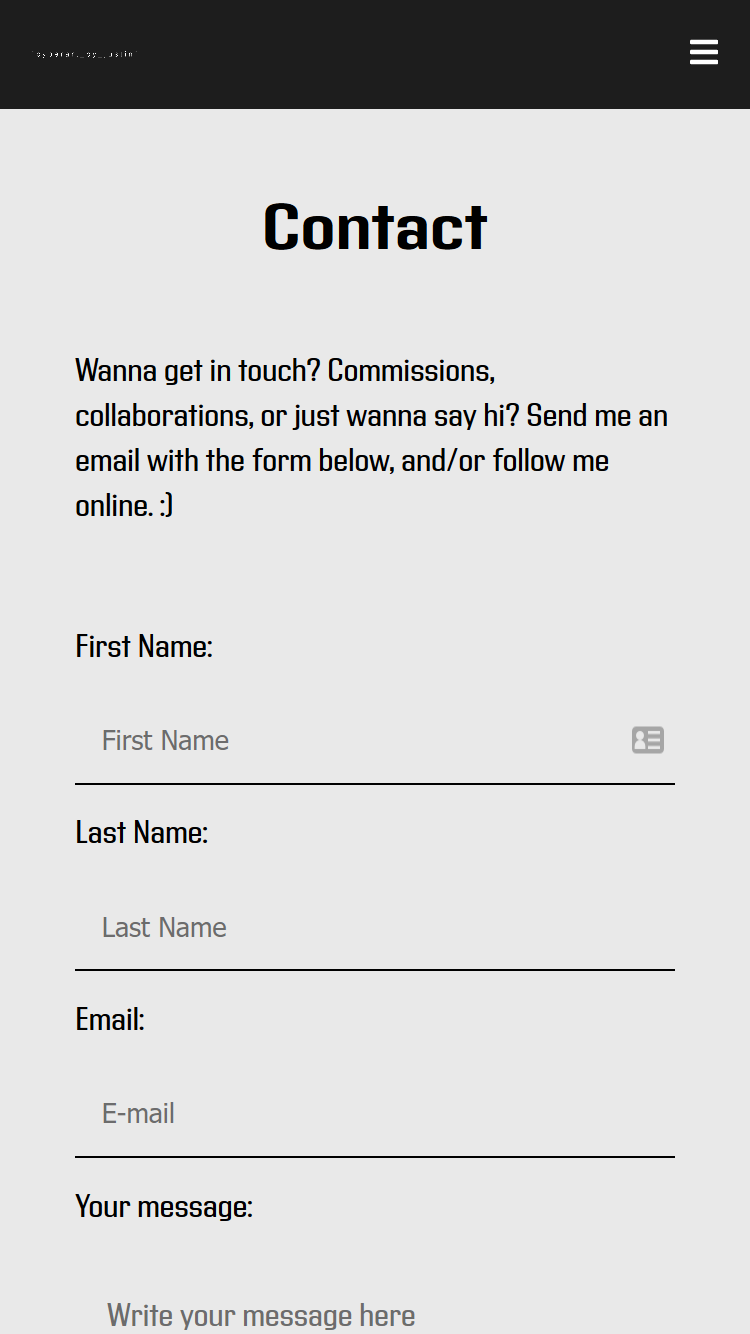 Contact
Wanna get in touch? Commissions,
collaborations, or just wanna say hi? Send me an
email with the form below, and/or follow me
online. :)
First Name:
First Name
Last Name:
Last Name
Email:
E-mail
Your message:
Write your message here